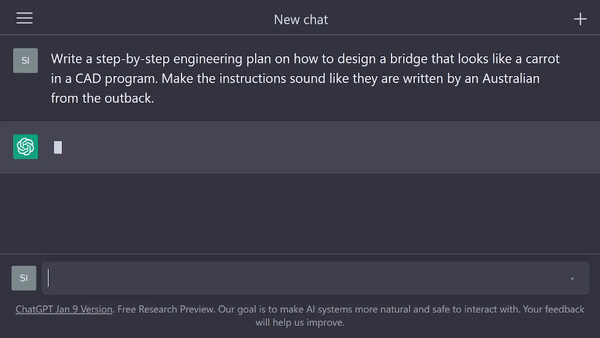 New chat
SI
Write a step-by-step engineering plan on how to design a bridge that looks like a carrot
in a CAD program. Make the instructions sound like they are written by an Australian
from the outback.
SI
ChatGPT Jan 9 Version. Free Research Preview. Our goal is to make AI systems more natural and safe to interact with. Your feedback
will help us improve.